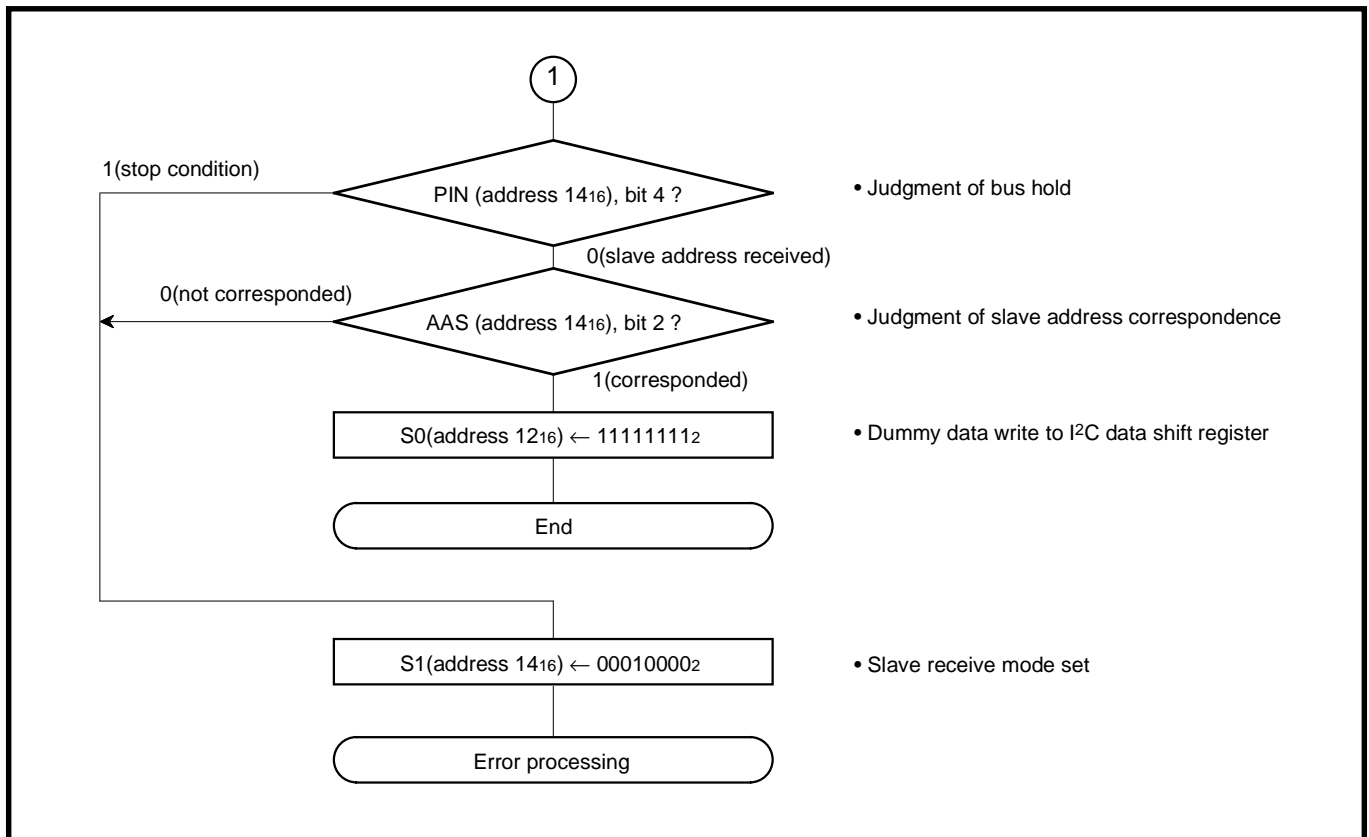 1
1(stop condition)
PIN (address 14₁₆), bit 4 ?
• Judgment of bus hold
0(slave address received)
0(not corresponded)
AAS (address 14₁₆), bit 2 ?
• Judgment of slave address correspondence
1(corresponded)
S0(address 12₁₆) ← 11111111₂
• Dummy data write to I²C data shift register
End
S1(address 14₁₆) ← 00010000₂
• Slave receive mode set
Error processing